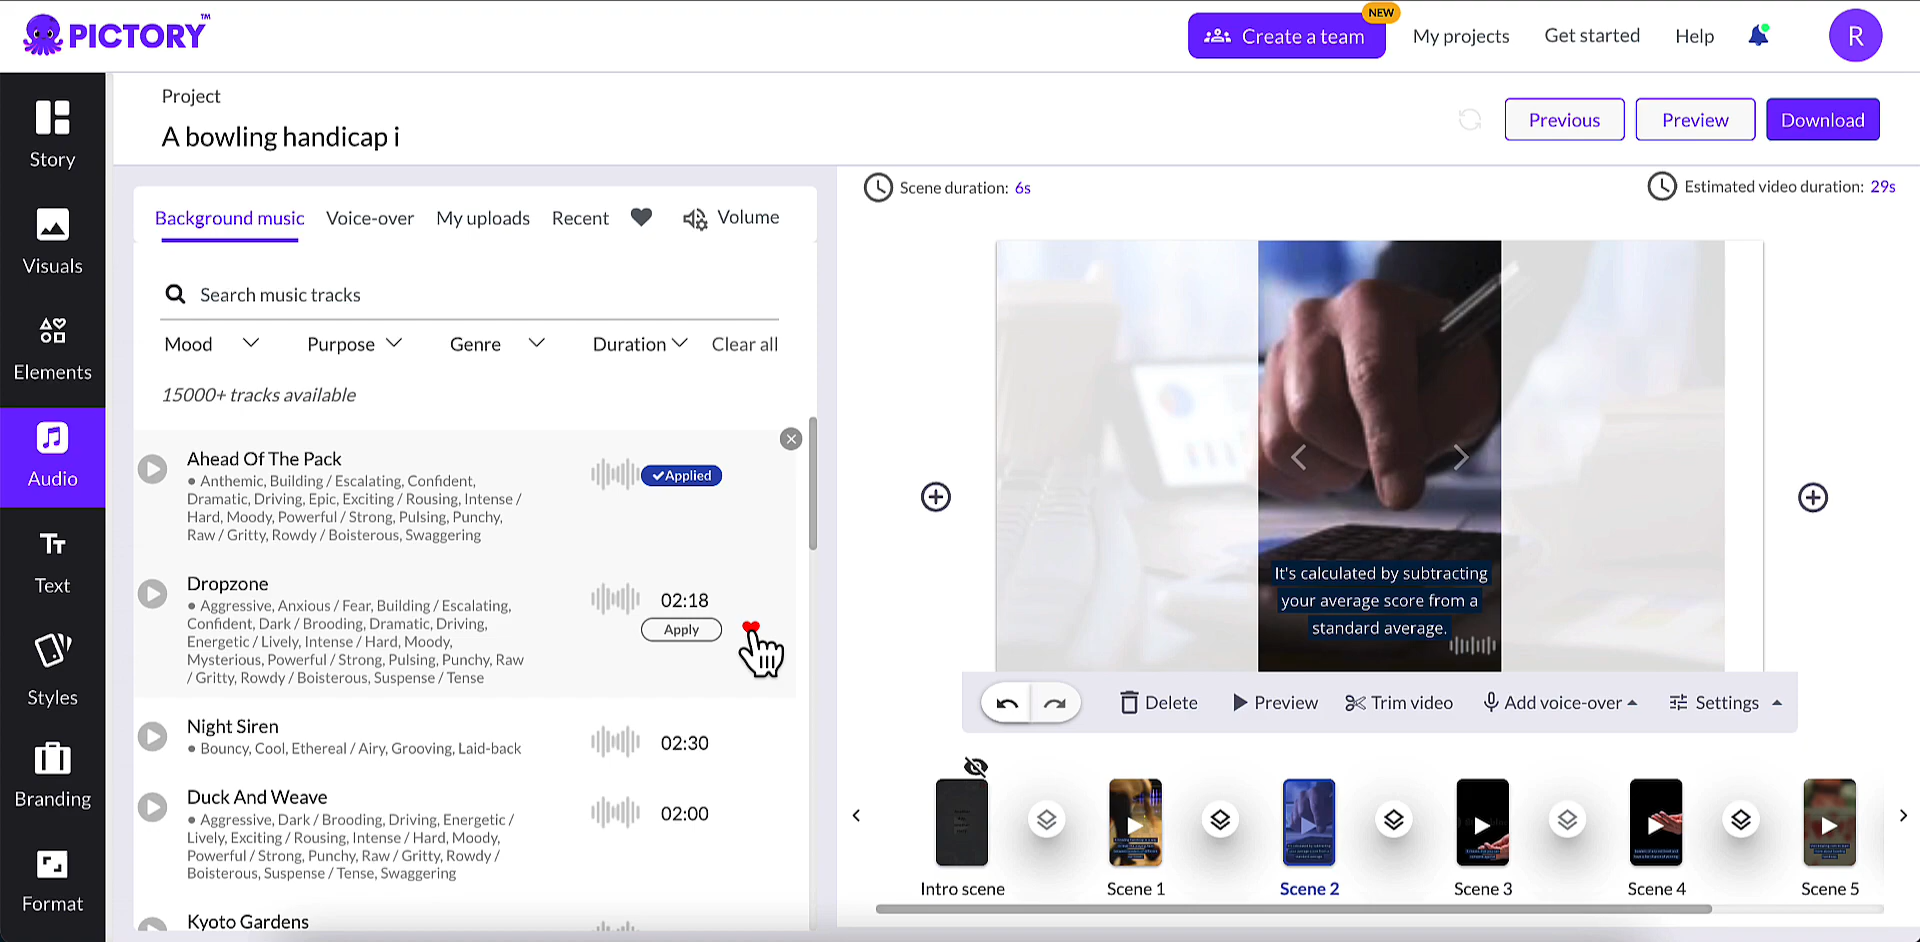 PICTORY™
NEW
Create a team
My projects
Get started
Help
R
Project
A bowling handicap i
Previous
Preview
Download
Story
Visuals
Elements
Audio
Text
Styles
Branding
Format
Background music
Voice-over
My uploads
Recent
Volume
Search music tracks
Mood
Purpose
Genre
Duration
Clear all
15000+ tracks available
Ahead Of The Pack
● Anthemic, Building / Escalating, Confident,
Dramatic, Driving, Epic, Exciting / Rousing, Intense /
Hard, Moody, Powerful / Strong, Pulsing, Punchy,
Raw / Gritty, Rowdy / Boisterous, Swaggering
Applied
Dropzone
● Aggressive, Anxious / Fear, Building / Escalating,
Confident, Dark / Brooding, Dramatic, Driving,
Energetic / Lively, Intense / Hard, Moody,
Mysterious, Powerful / Strong, Pulsing, Punchy, Raw
/ Gritty, Rowdy / Boisterous, Suspense / Tense
02:18
Apply
Night Siren
● Bouncy, Cool, Ethereal / Airy, Grooving, Laid-back
02:30
Duck And Weave
● Aggressive, Dark / Brooding, Driving, Energetic /
Lively, Exciting / Rousing, Intense / Hard, Moody,
Powerful / Strong, Punchy, Raw / Gritty, Rowdy /
Boisterous, Suspense / Tense, Swaggering
02:00
Kyoto Gardens
Scene duration: 6s
Estimated video duration: 29s
It's calculated by subtracting
your average score from a
standard average.
Delete
Preview
Trim video
Add voice-over
Settings
Intro scene
Scene 1
Scene 2
Scene 3
Scene 4
Scene 5